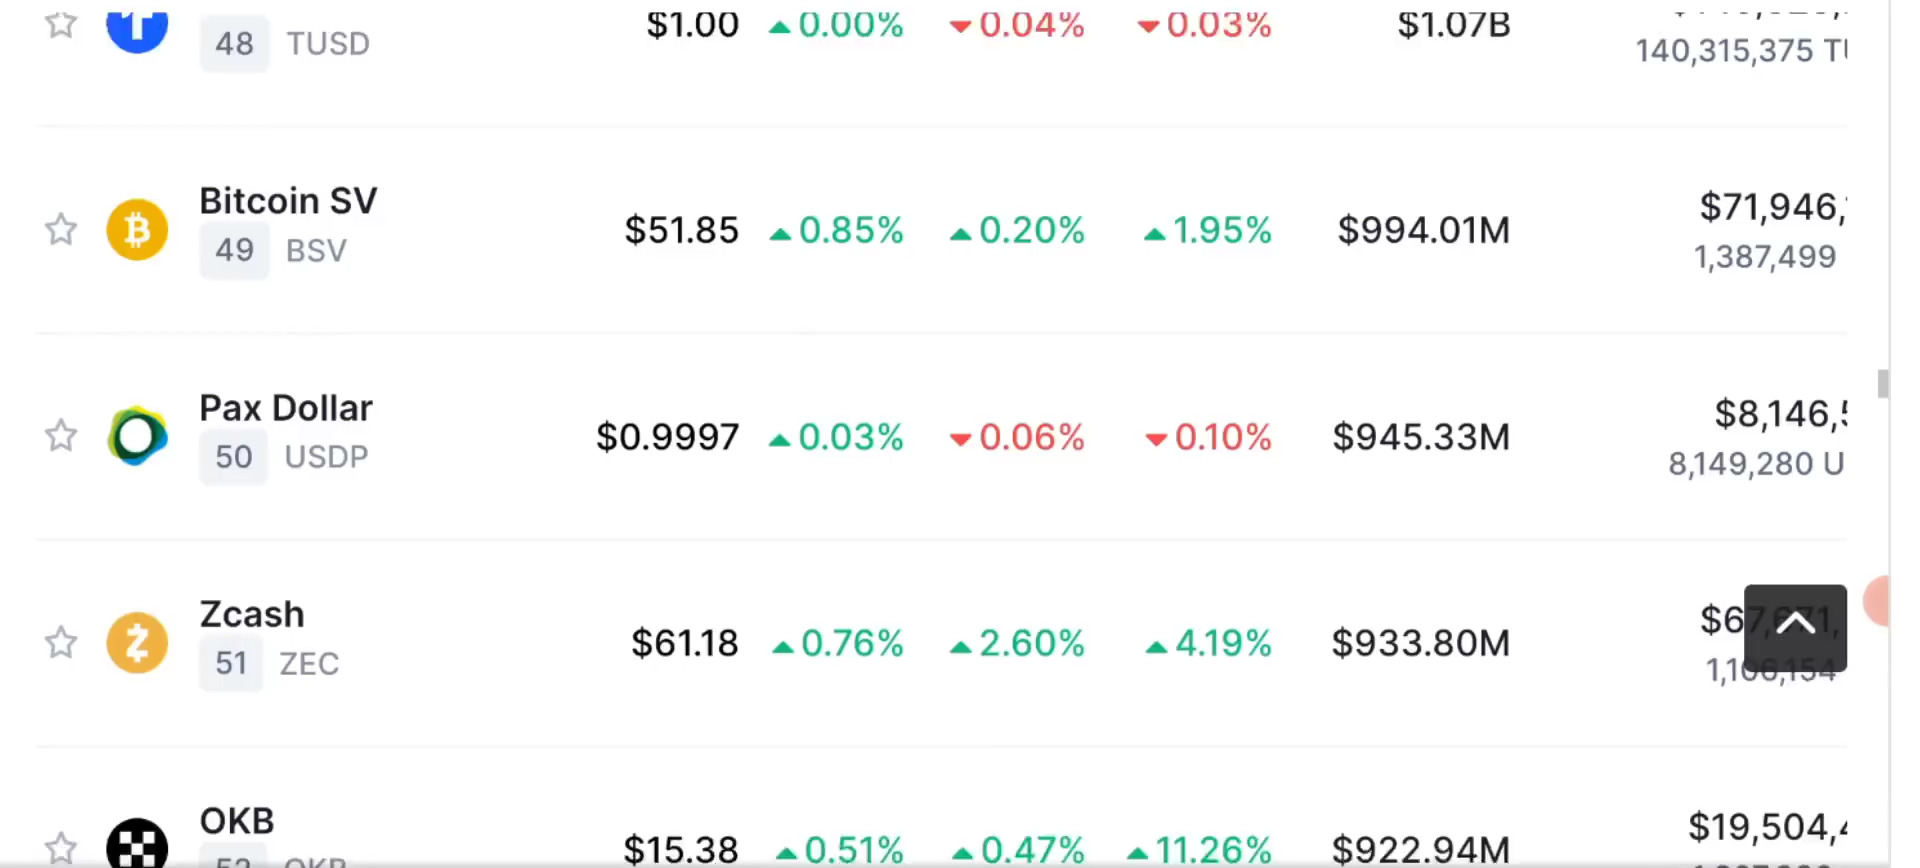 $1.00 0.00% 0.04% 0.03% $1.07B
48 TUSD 140,315,375
Bitcoin SV
$51.85 0.85% 0.20% 1.95% $994.01M $71,946,
49 BSV 1,387,499
Pax Dollar
$0.9997 0.03% 0.06% 0.10% $945.33M $8,146,
50 USDP 8,149,280 U
Zcash
$61.18 0.76% 2.60% 4.19% $933.80M
51 ZEC 1,106,154
OKB
$15.38 0.51% 0.47% 11.26% $922.94M $19,504,